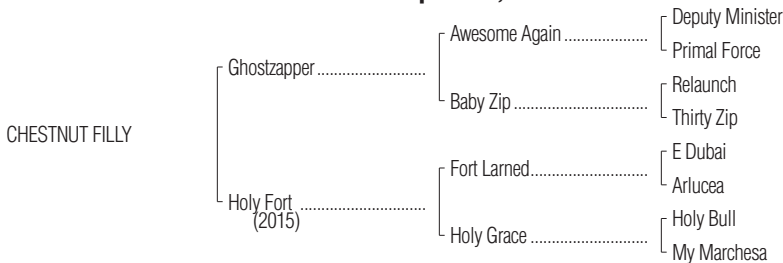 Deputy Minister
Awesome Again ....................
Primal Force
Ghostzapper ..........................
Relaunch
Baby Zip ................................
Thirty Zip
CHESTNUT FILLY
E Dubai
Fort Larned............................
Arlucea
Holy Fort ..............................
(2015)
Holy Bull
Holy Grace ............................
My Marchesa